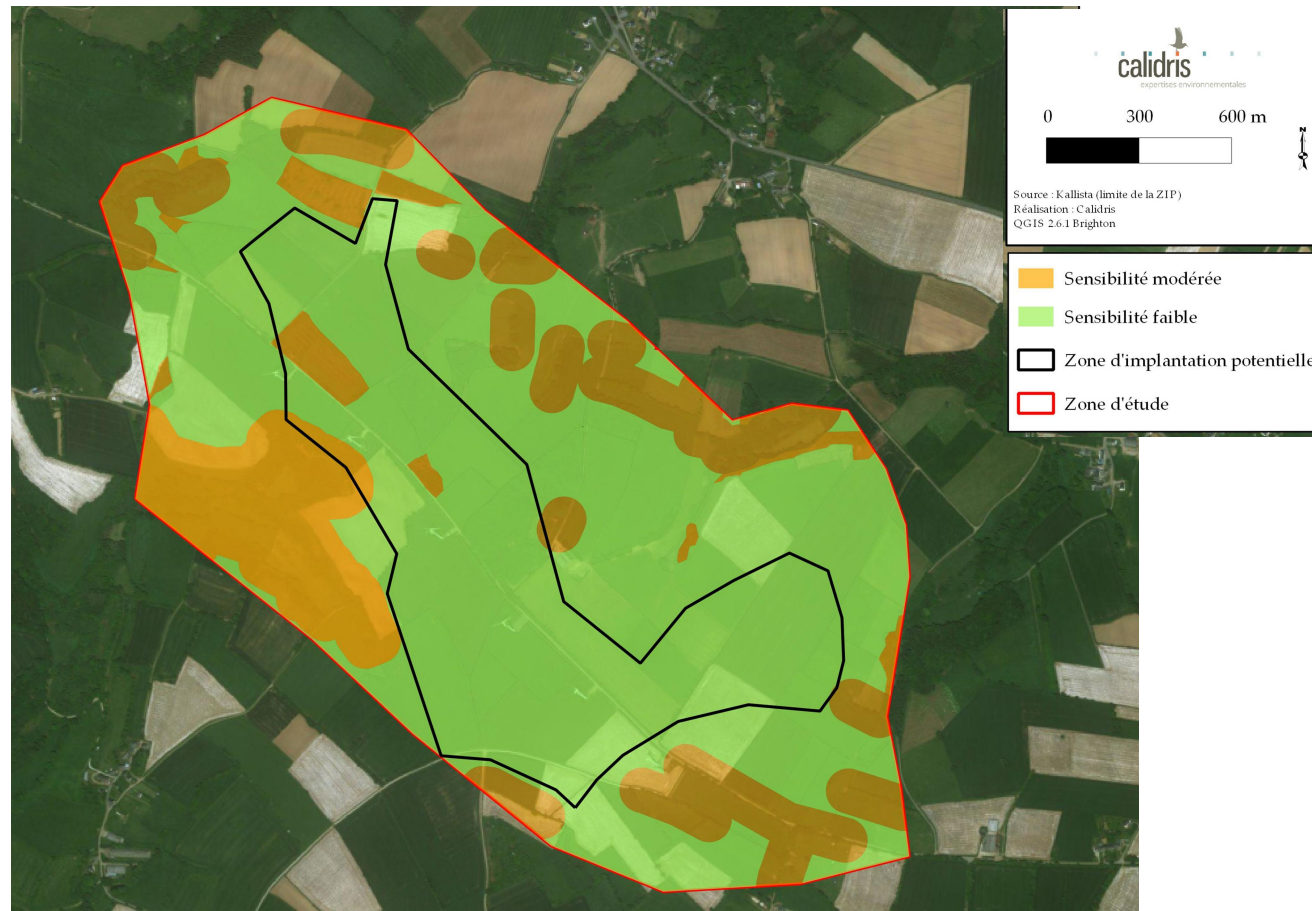 calidris
expertises environnementales
0 300 600 m
N
Source : Kallista (limite de la ZIP)
Réalisation : Calidris
QGIS 2.6.1 Brighton
Sensibilité modérée
Sensibilité faible
Zone d'implantation potentielle
Zone d'étude